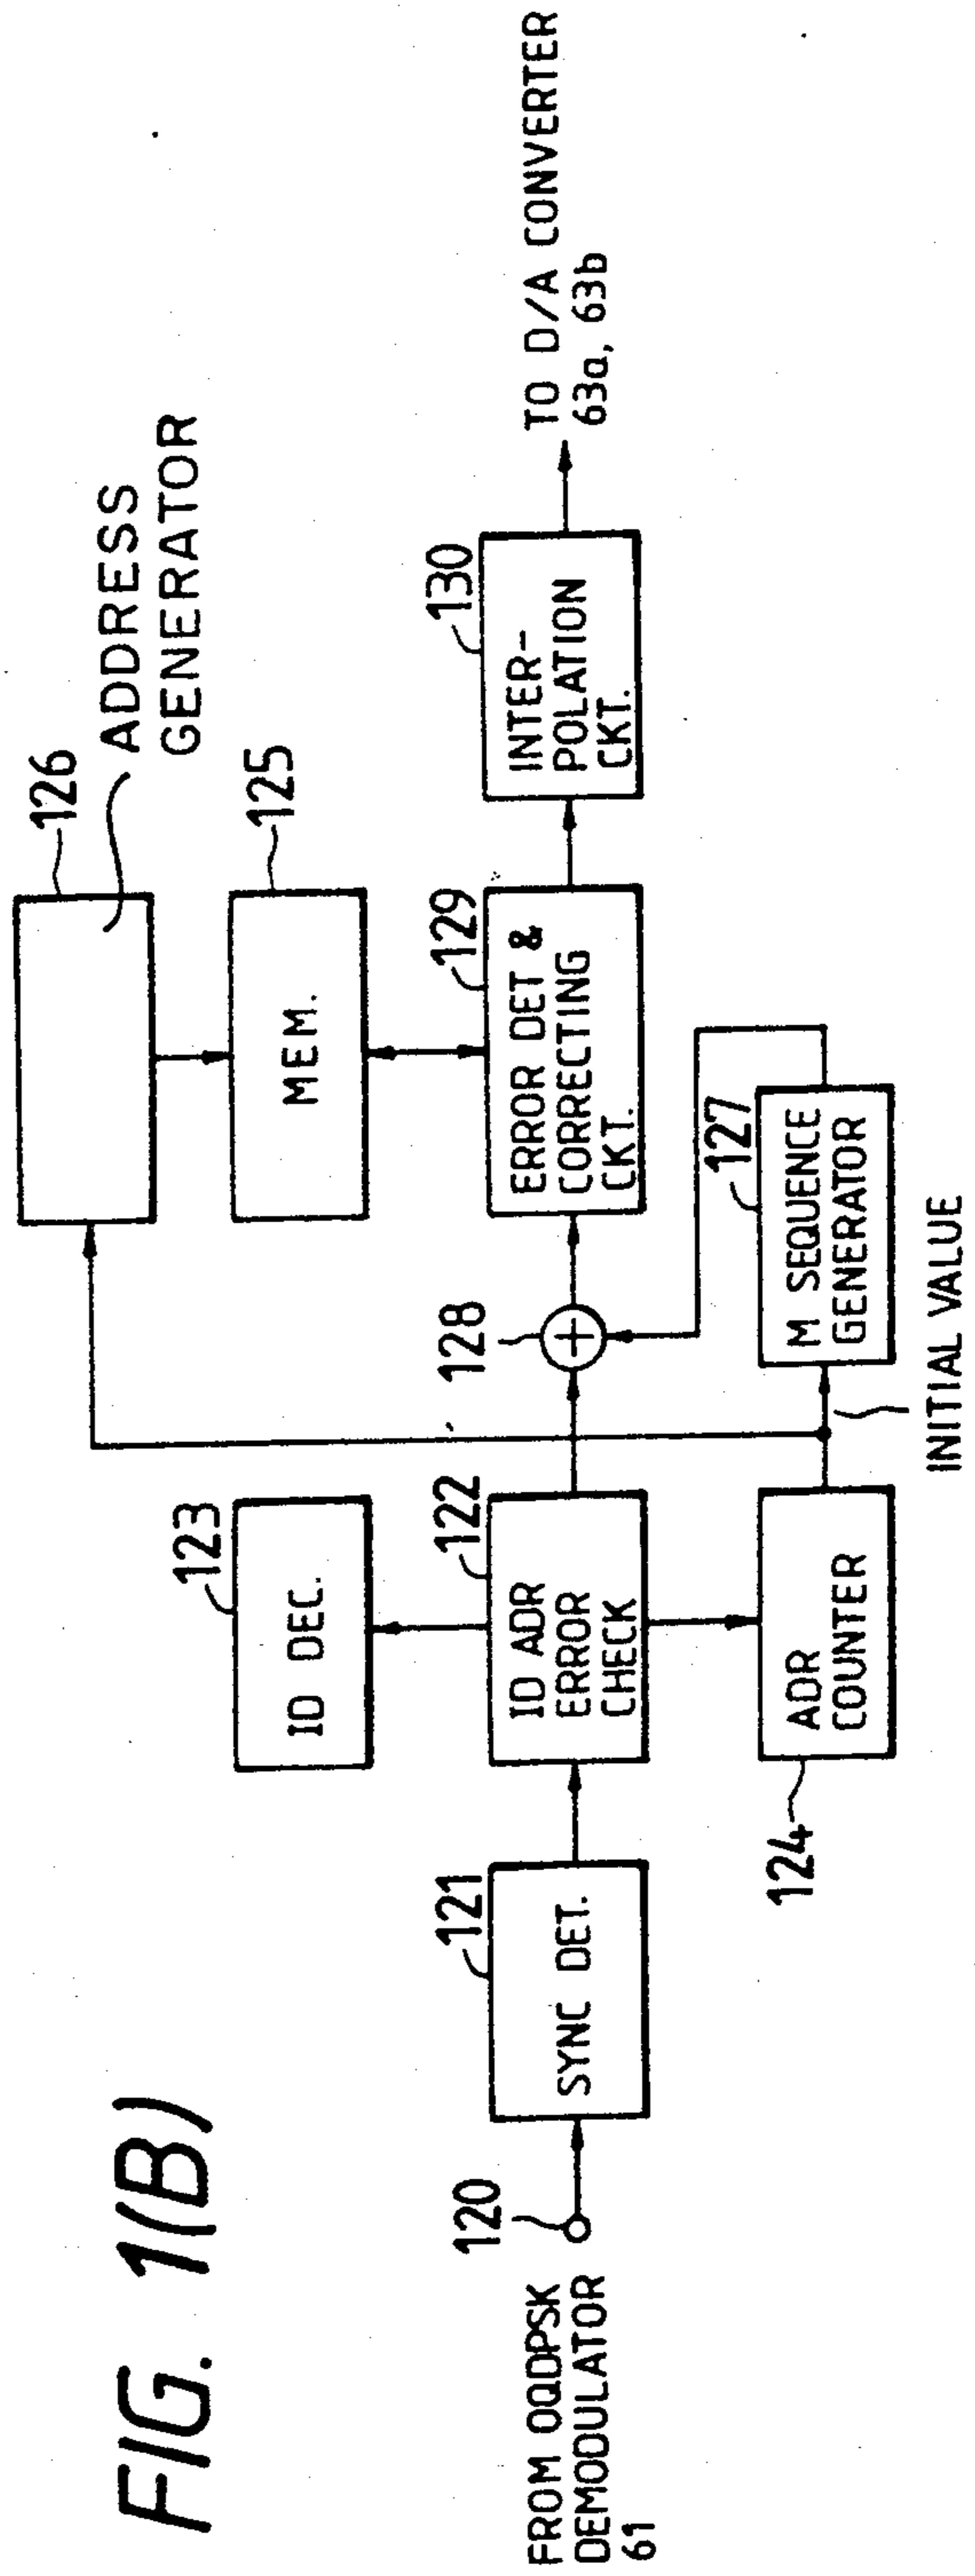 FIG. 1(B)
FROM OQDPSK
DEMODULATOR
61
120
121
SYNC DET.
122
ID ADR
ERROR
CHECK
123
ID DEC.
124
ADR
COUNTER
INITIAL VALUE
127
M SEQUENCE
GENERATOR
128
+
126
ADDRESS
GENERATOR
125
MEM.
129
ERROR DET &
CORRECTING
CKT.
130
INTER-
POLATION
CKT.
TO D/A CONVERTER
63a, 63b